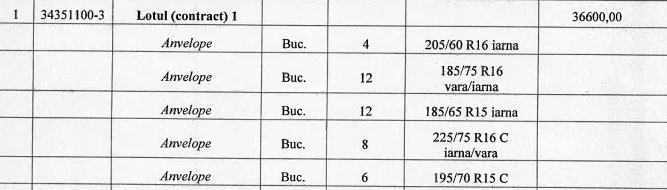 1 34351100-3 Lotul (contract) 1 36600,00
Anvelope Buc. 4 205/60 R16 iarna
Anvelope Buc. 12 185/75 R16
vara/iarna
Anvelope Buc. 12 185/65 R15 iarna
Anvelope Buc. 8 225/75 R16 C
iarna/vara
Anvelope Buc. 6 195/70 R15 C